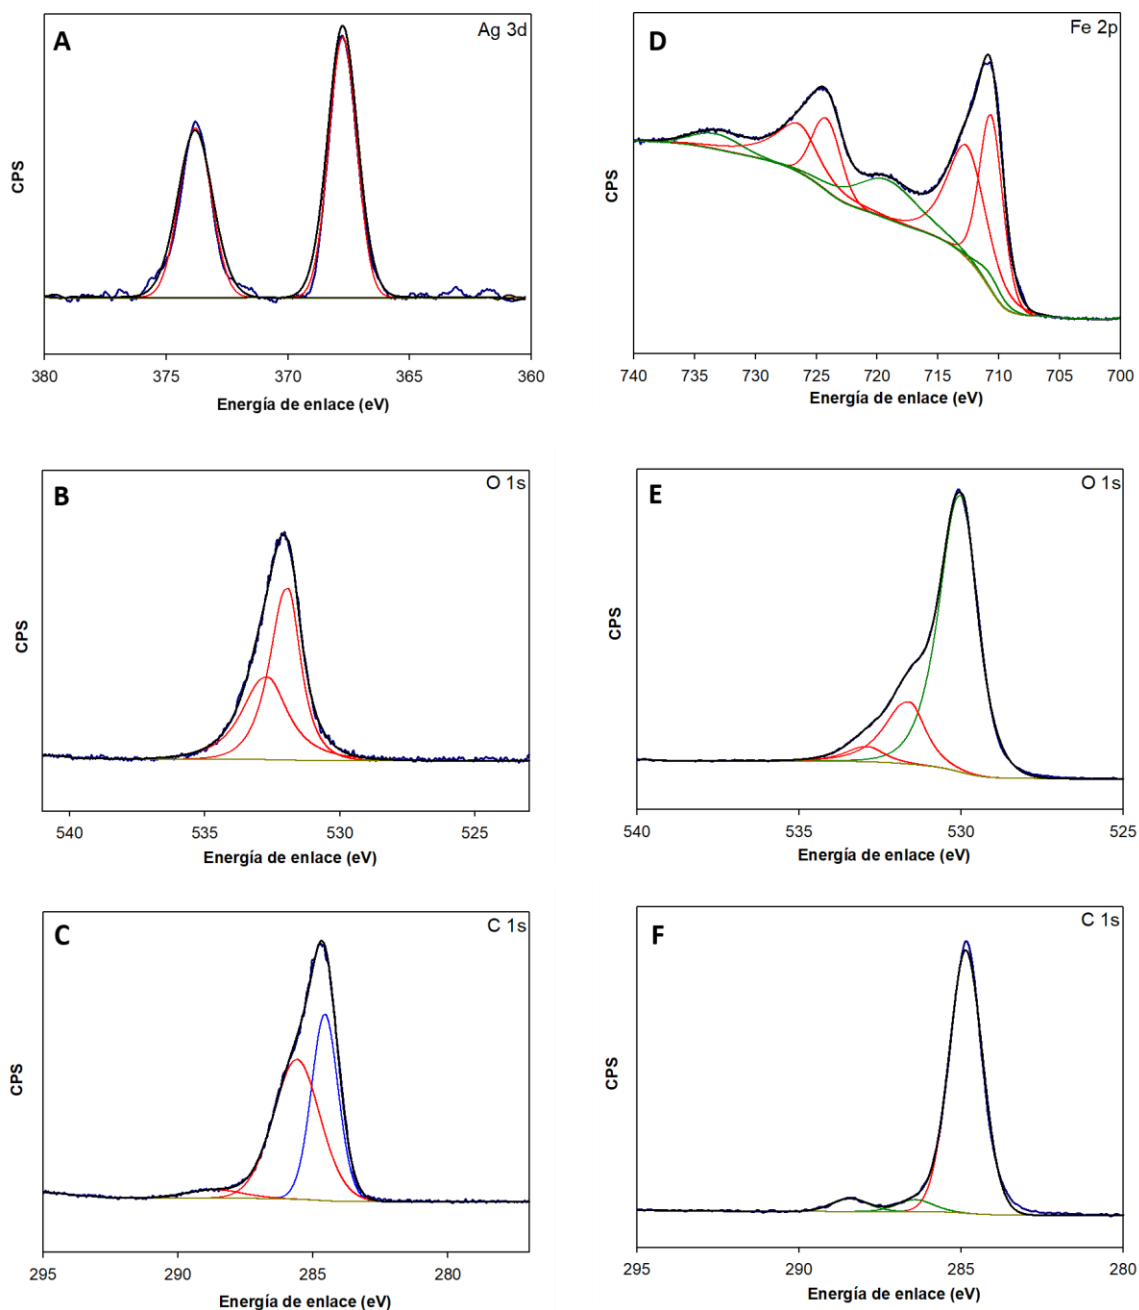 A
Ag 3d
CPS
380 375 370 365 360
Energía de enlace (eV)
D
Fe 2p
CPS
740 735 730 725 720 715 710 705 700
Energía de enlace (eV)
B
O 1s
CPS
540 535 530 525
Energía de enlace (eV)
E
O 1s
CPS
540 535 530 525
Energía de enlace (eV)
C
C 1s
CPS
295 290 285 280
Energía de enlace (eV)
F
C 1s
CPS
295 290 285 280
Energía de enlace (eV)